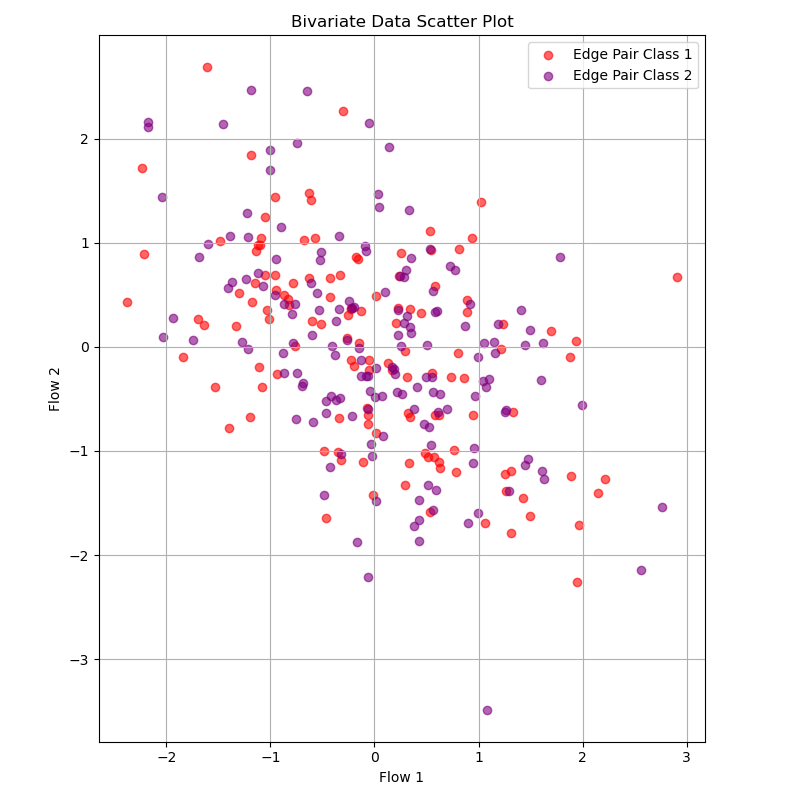 Bivariate Data Scatter Plot
Edge Pair Class 1
Edge Pair Class 2
2
1
0
−1
−2
−3
Flow 2
−2 −1 0 1 2 3
Flow 1